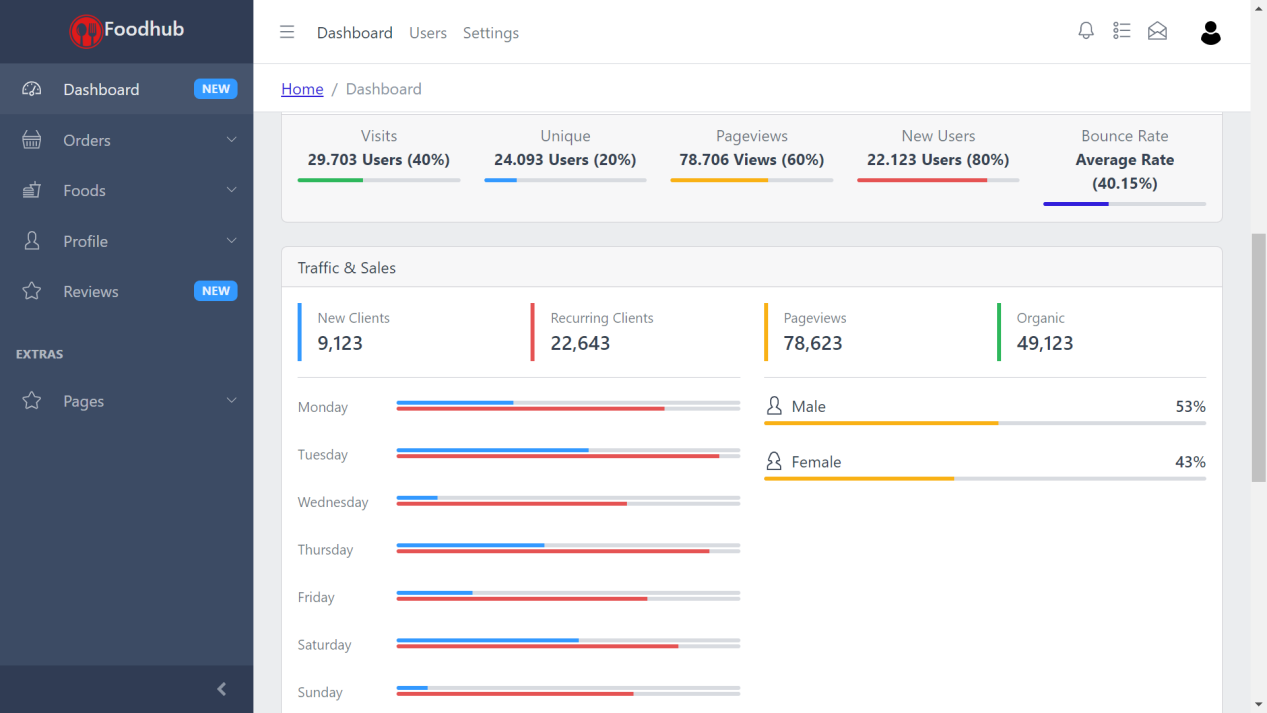 Foodhub
Dashboard Users Settings
Dashboard NEW
Orders
Foods
Profile
Reviews NEW
EXTRAS
Pages
Home / Dashboard
Visits
29.703 Users (40%)
Unique
24.093 Users (20%)
Pageviews
78.706 Views (60%)
New Users
22.123 Users (80%)
Bounce Rate
Average Rate
(40.15%)
Traffic & Sales
New Clients
9,123
Recurring Clients
22,643
Pageviews
78,623
Organic
49,123
Monday
Tuesday
Wednesday
Thursday
Friday
Saturday
Sunday
Male 53%
Female 43%